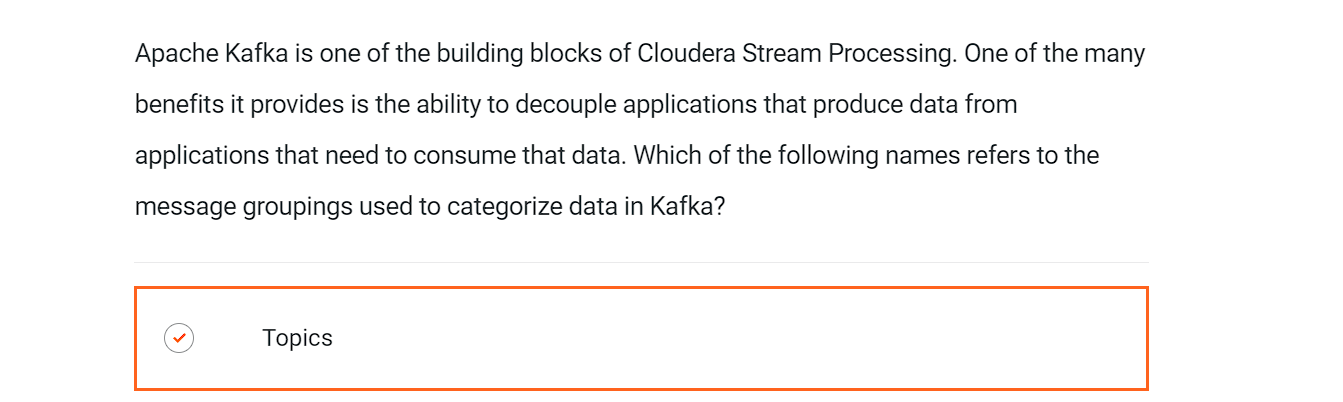 Apache Kafka is one of the building blocks of Cloudera Stream Processing. One of the many
benefits it provides is the ability to decouple applications that produce data from
applications that need to consume that data. Which of the following names refers to the
message groupings used to categorize data in Kafka?
Topics